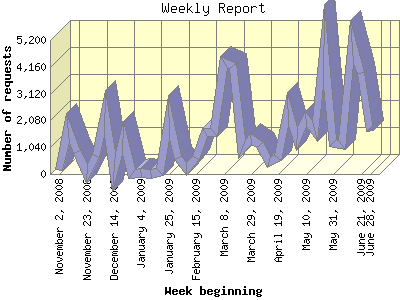 Weekly Report
5,200
4,160
3,120
2,080
1,040
0
Number of requests
November 2, 2008
November 23, 2008
December 14, 2008
January 4, 2009
January 25, 2009
February 15, 2009
March 8, 2009
March 29, 2009
April 19, 2009
May 10, 2009
May 31, 2009
June 21, 2009
June 28, 2009
Week beginning